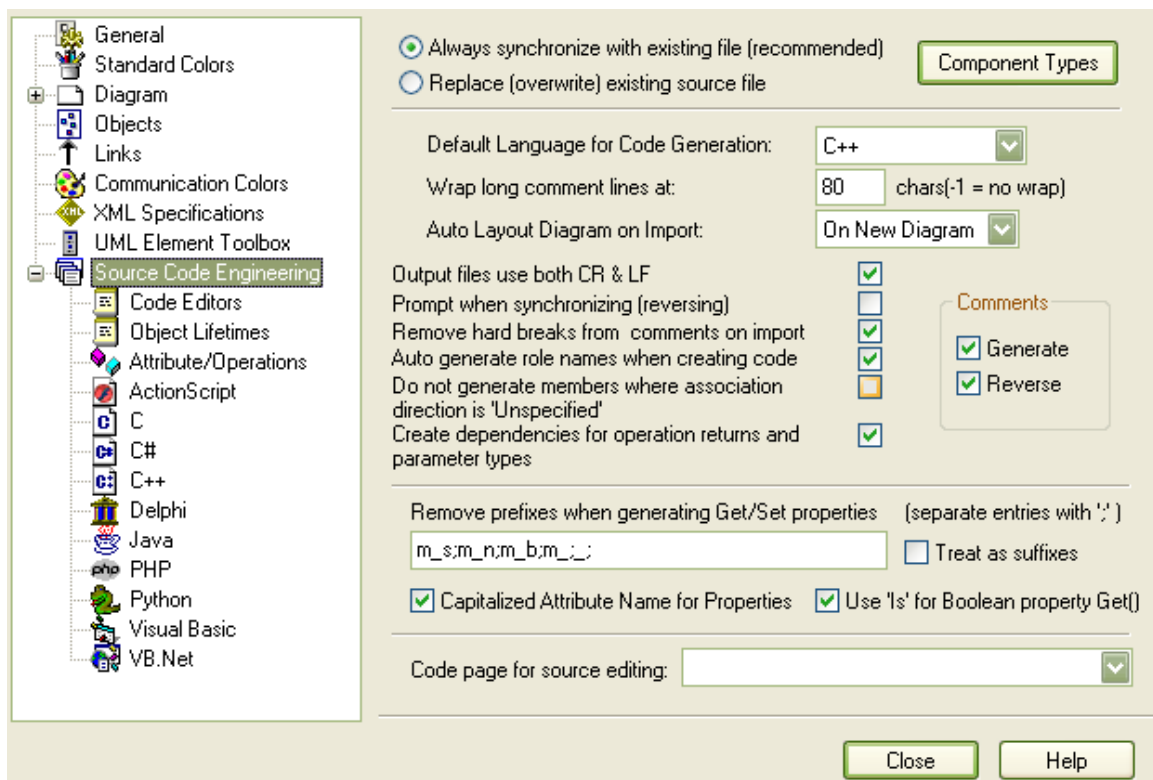 General
Standard Colors
Diagram
Objects
Links
Communication Colors
XML Specifications
UML Element Toolbox
Source Code Engineering
Code Editors
Object Lifetimes
Attribute/Operations
ActionScript
C
C#
C++
Delphi
Java
PHP
Python
Visual Basic
VB.Net
Always synchronize with existing file (recommended)
Replace (overwrite) existing source file
Component Types
Default Language for Code Generation: C++
Wrap long comment lines at: 80 chars(-1 = no wrap)
Auto Layout Diagram on Import: On New Diagram
Output files use both CR & LF
Prompt when synchronizing (reversing)
Remove hard breaks from comments on import
Auto generate role names when creating code
Do not generate members where association
direction is 'Unspecified'
Create dependencies for operation returns and
parameter types
Comments
Generate
Reverse
Remove prefixes when generating Get/Set properties (separate entries with ';' )
m_s;m_n;m_b;m_;_;
Treat as suffixes
Capitalized Attribute Name for Properties Use 'Is' for Boolean property Get()
Code page for source editing:
Close Help